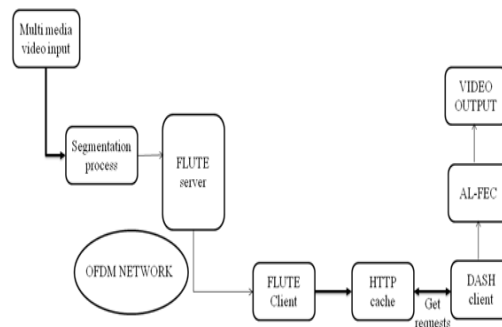 Multi media
video input
Segmentation
process
FLUTE
server
OFDM NETWORK
FLUTE
Client
HTTP
cache
Get
requests
DASH
client
AL-FEC
VIDEO
OUTPUT